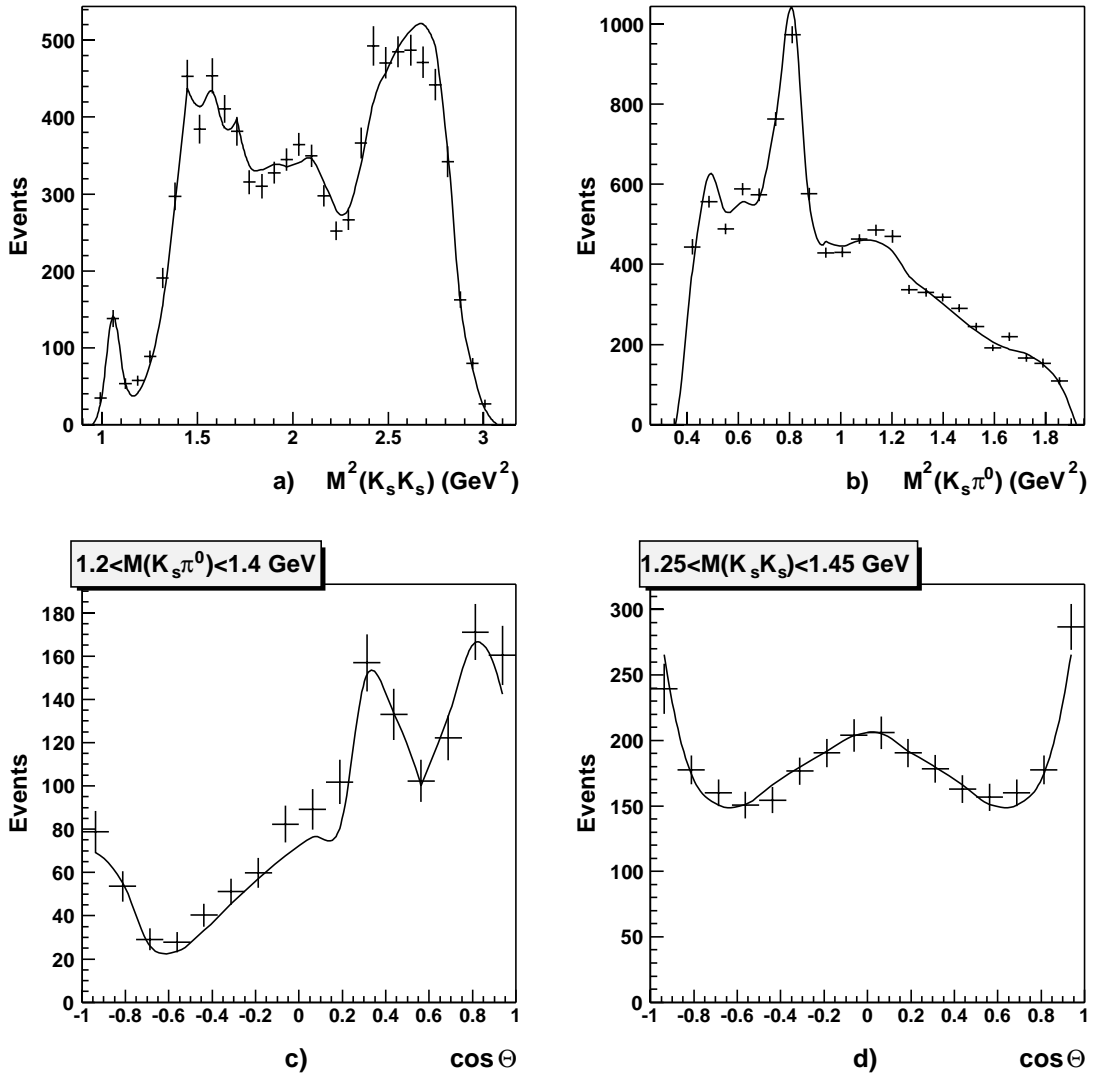 Events
500
400
300
200
100
0
1 1.5 2 2.5 3
a) M²(KₛKₛ) (GeV²)
Events
1000
800
600
400
200
0
0.4 0.6 0.8 1 1.2 1.4 1.6 1.8
b) M²(Kₛπ⁰) (GeV²)
1.2<M(Kₛπ⁰)<1.4 GeV
Events
180
160
140
120
100
80
60
40
20
0
-1 -0.8 -0.6 -0.4 -0.2 0 0.2 0.4 0.6 0.8 1
c) cosΘ
1.25<M(KₛKₛ)<1.45 GeV
Events
300
250
200
150
100
50
0
-1 -0.8 -0.6 -0.4 -0.2 0 0.2 0.4 0.6 0.8 1
d) cosΘ